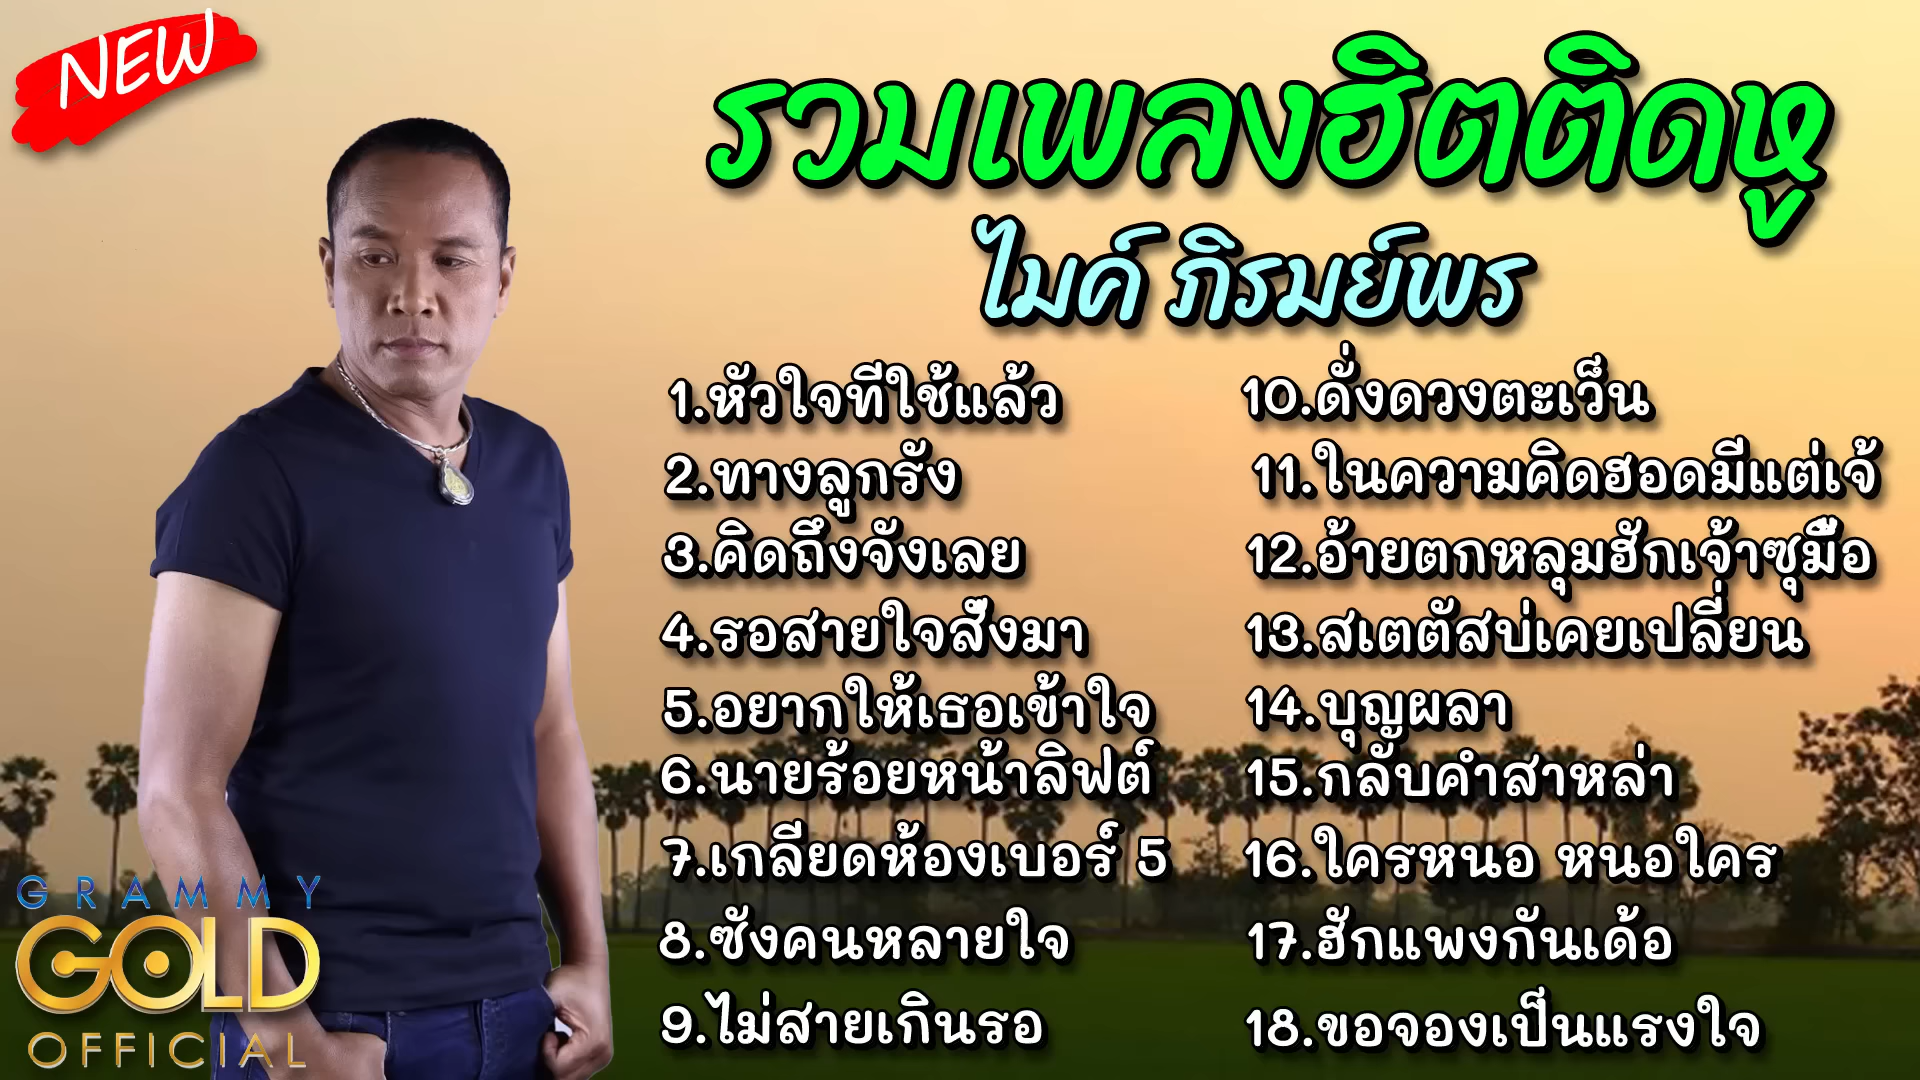 NEW
รวมเพลงฮิตติดหู
ไมค์ ภิรมย์พร
1.หัวใจที่ใช้แล้ว
2.ทางลูกรัง
3.คิดถึงจังเลย
4.รอสายใจสั่งมา
5.อยากให้เธอเข้าใจ
6.นายร้อยหน้าลิฟต์
7.เกลียดห้องเบอร์ 5
8.ซังคนหลายใจ
9.ไม่สายเกินรอ
10.ดั่งดวงตะเว็น
11.ในความคิดฮอดมีแต่เจ้
12.อ้ายตกหลุมฮักเจ้าซุมื้อ
13.สเตตัสบ่เคยเปลี่ยน
14.บุญผลา
15.กลับคำสาหล่า
16.ใครหนอ หนอใคร
17.ฮักแพงกันเด้อ
18.ขอจองเป็นแรงใจ
GRAMMY
GOLD
OFFICIAL